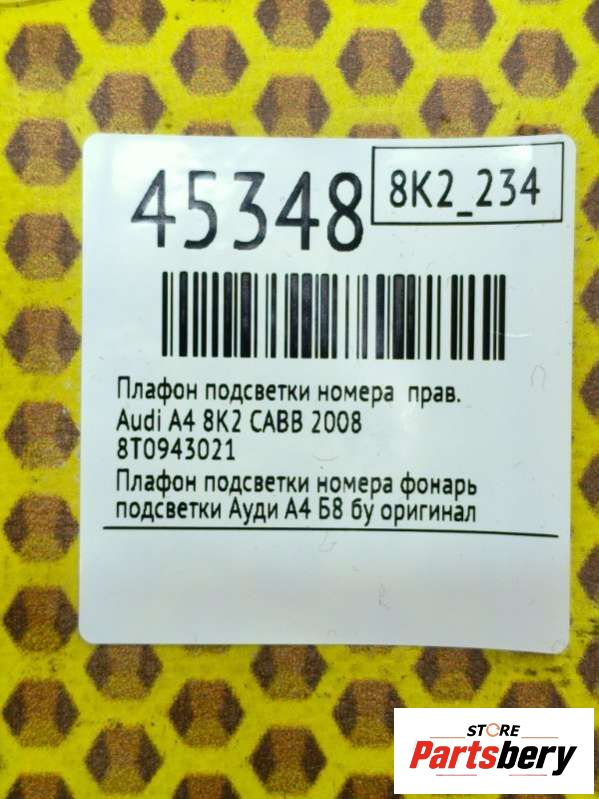 45348
8K2_234
Плафон подсветки номера прав.
Audi A4 8K2 CABB 2008
8T0943021
Плафон подсветки номера фонарь
подсветки Ауди А4 Б8 бу оригинал
STORE
Partsbery